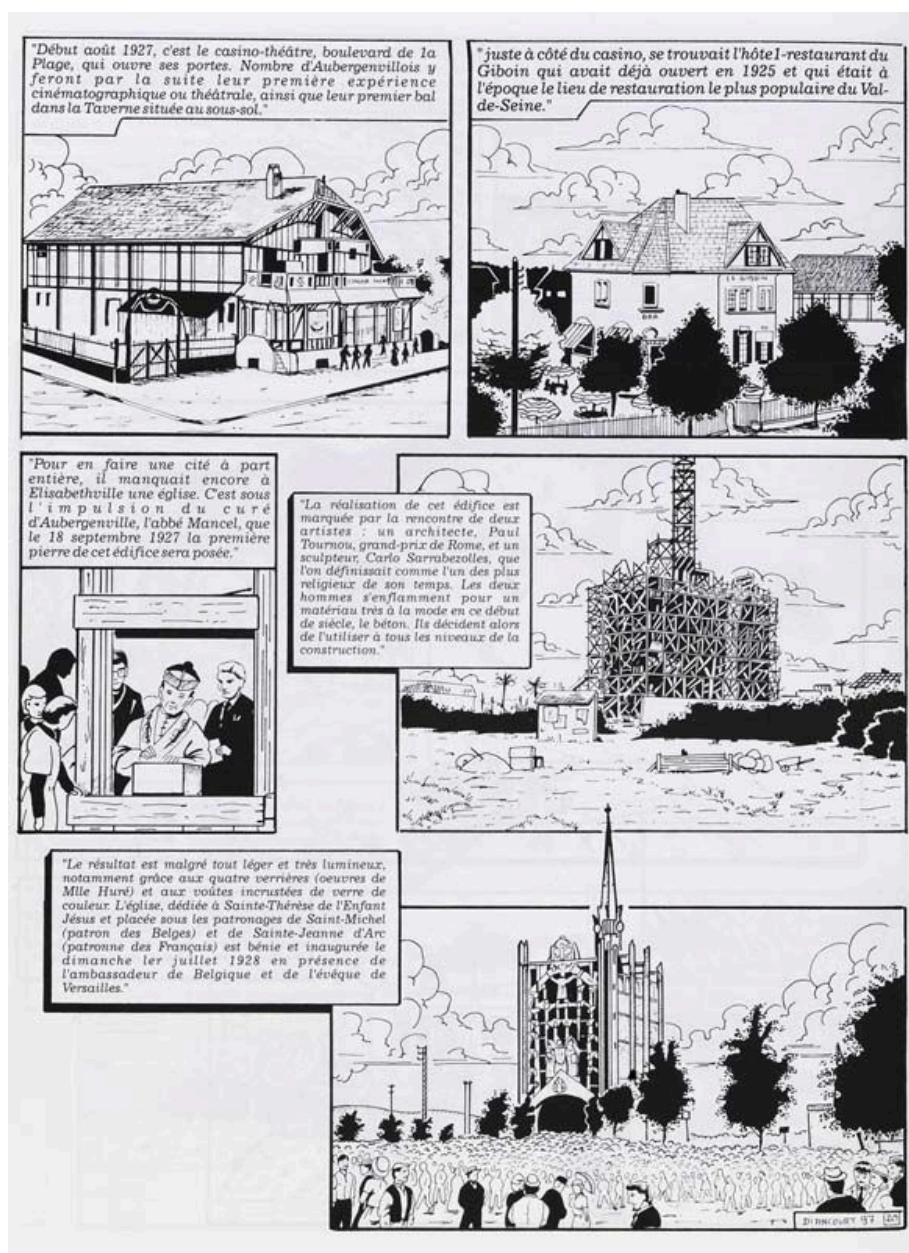 "Début août 1927, c'est le casino-théâtre, boulevard de la
Plage, qui ouvre ses portes. Nombre d'Aubergenvillois y
feront par la suite leur première expérience
cinématographique ou théâtrale, ainsi que leur premier bal
dans la Taverne située au sous-sol."
"juste à côté du casino, se trouvait l'hôtel-restaurant du
Giboin qui avait déjà ouvert en 1925 et qui était à
l'époque le lieu de restauration le plus populaire du Val-
de-Seine."
LE GIBOIN
BAR
"Pour en faire une cité à part
entière, il manquait encore à
Elisabethville une église. C'est sous
l'impulsion du curé
d'Aubergenville, l'abbé Mancel, que
le 18 septembre 1927 la première
pierre de cet édifice sera posée."
"La réalisation de cet édifice est
marquée par la rencontre de deux
artistes : un architecte, Paul
Tournou, grand-prix de Rome, et un
sculpteur, Carlo Sarrabezolles, que
l'on définissait comme l'un des plus
religieux de son temps. Les deux
hommes s'enflamment pour un
matériau très à la mode en ce début
de siècle, le béton. Ils décident alors
de l'utiliser à tous les niveaux de la
construction."
"Le résultat est malgré tout léger et très lumineux,
notamment grâce aux quatre verrières (oeuvres de
Mlle Huré) et aux voûtes incrustées de verre de
couleur. L'église, dédiée à Sainte-Thérèse de l'Enfant
Jésus et placée sous les patronages de Saint-Michel
(patron des Belges) et de Sainte-Jeanne d'Arc
(patronne des Français) est bénie et inaugurée le
dimanche 1er juillet 1928 en présence de
l'ambassadeur de Belgique et de l'évêque de
Versailles."
DIANCOURT 97